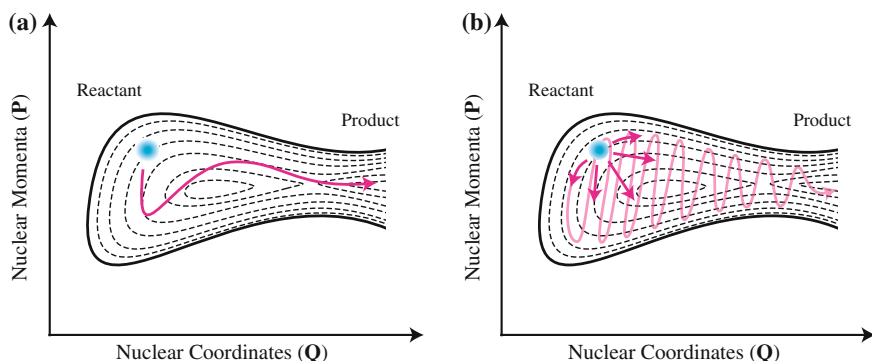 (a)
Reactant
Product
Nuclear Momenta (P)
Nuclear Coordinates (Q)
(b)
Reactant
Product
Nuclear Momenta (P)
Nuclear Coordinates (Q)